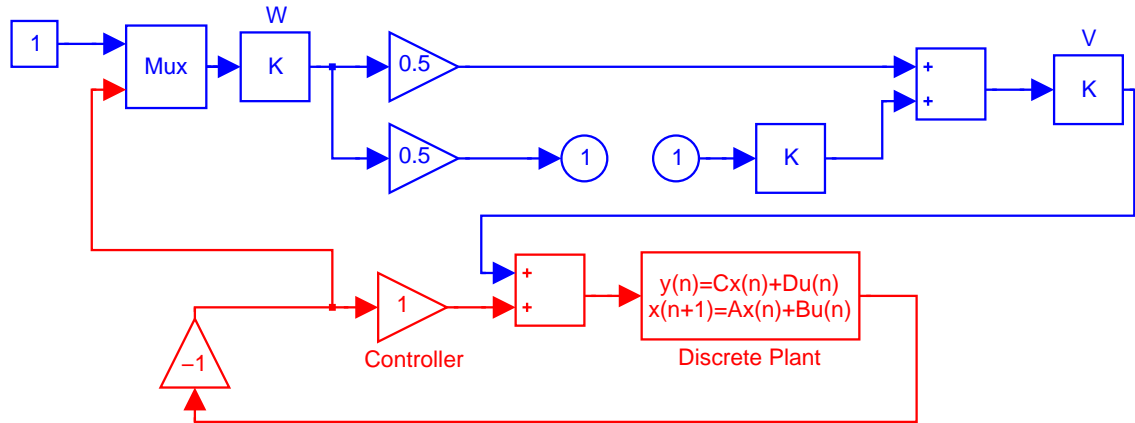 W
V
1
Mux
K
0.5
+
+
K
0.5
1
1
K
+
+
1
y(n)=Cx(n)+Du(n)
x(n+1)=Ax(n)+Bu(n)
Controller
Discrete Plant
–1